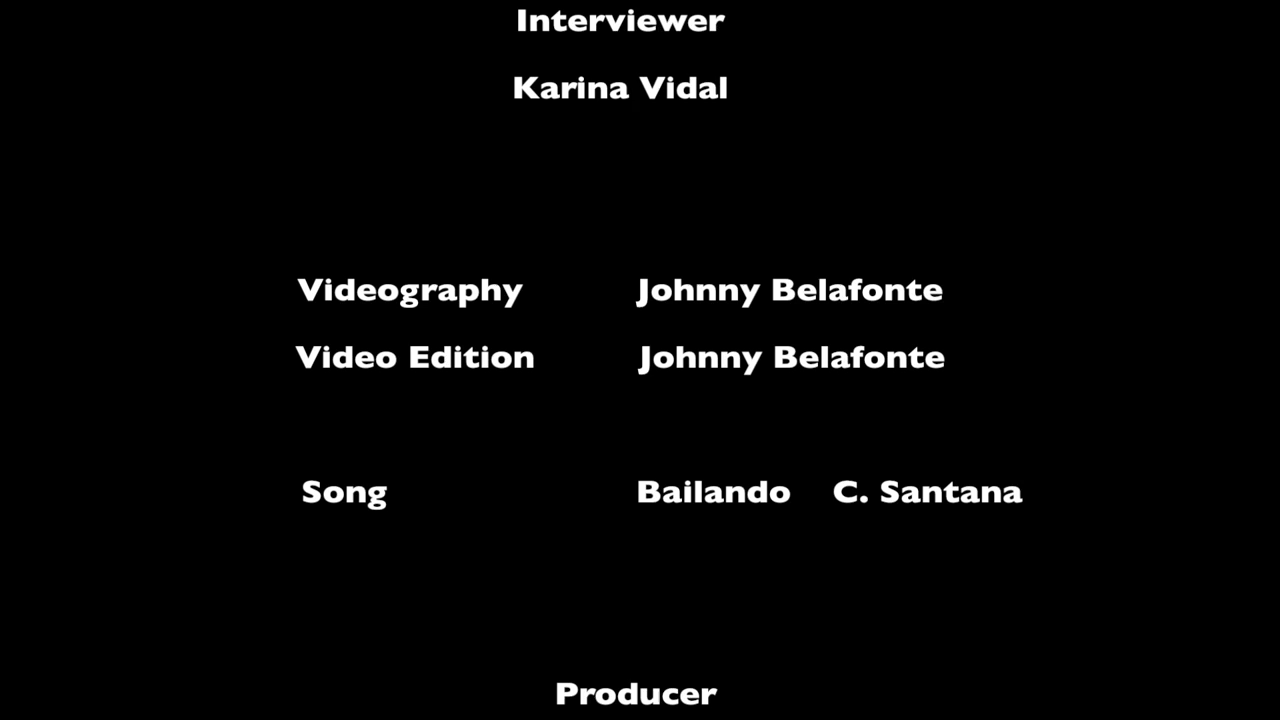 Interviewer
Karina Vidal
Videography Johnny Belafonte
Video Edition Johnny Belafonte
Song Bailando C. Santana
Producer